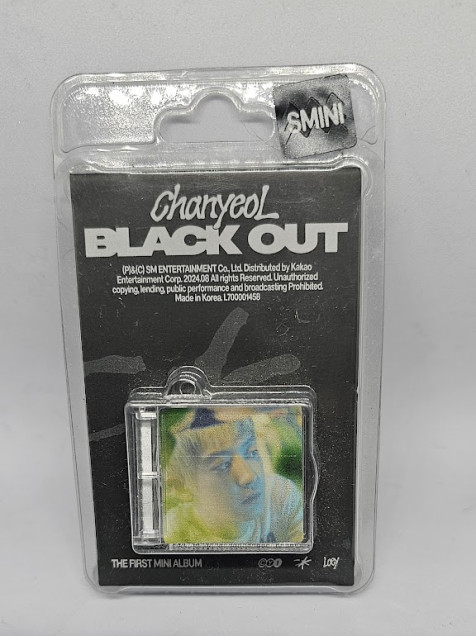 SMINI
Chanyeol
BLACK OUT
(P)&(C) SM ENTERTAINMENT Co., Ltd. Distributed by Kakao
Entertainment Corp. 2024.08 All rights Reserved. Unauthorized
copying, lending, public performance and broadcasting Prohibited.
Made in Korea. L700001458
THE FIRST MINI ALBUM